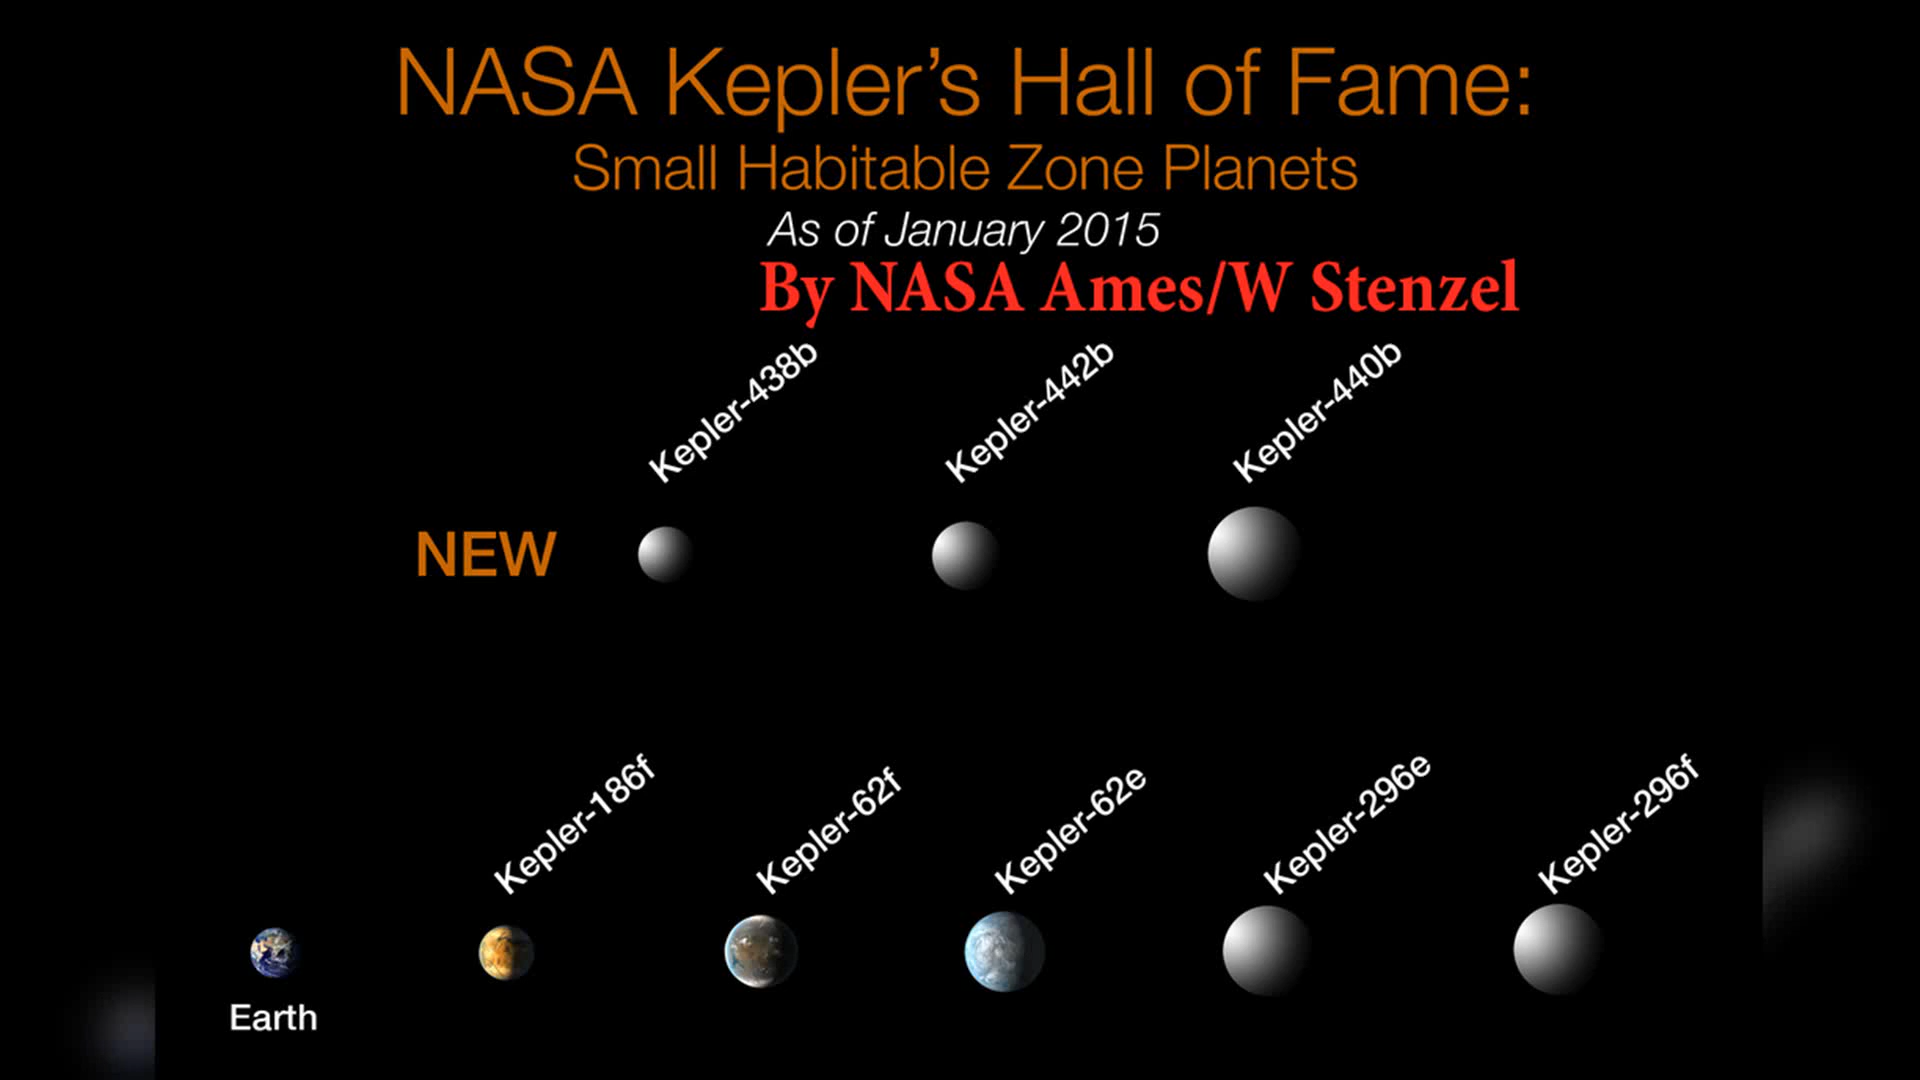 NASA Kepler’s Hall of Fame:
Small Habitable Zone Planets
As of January 2015
By NASA Ames/W Stenzel
Kepler-438b
Kepler-442b
Kepler-440b
NEW
Kepler-186f
Kepler-62f
Kepler-62e
Kepler-296e
Kepler-296f
Earth